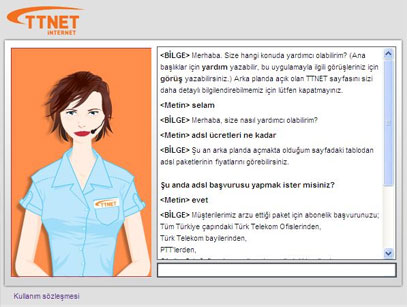 TTNET
INTERNET
<BİLGE> Merhaba. Size hangi konuda yardımcı olabilirim? (Ana
başlıklar için yardım yazabilir, bu uygulamayla ilgili görüşleriniz için
görüş yazabilirsiniz.) Arka planda açık olan TTNET sayfasını sizi
daha detaylı bilgilendirebilmemiz için lütfen kapatmayınız.
<Metin> selam
<BİLGE> Merhaba, size nasıl yardımcı olabilirim?
<Metin> adsl ücretleri ne kadar
<BİLGE> Şu an arka planda açmakta olduğum sayfadaki tablodan
adsl paketlerinin fiyatlarını görebilirsiniz.
Şu anda adsl başvurusu yapmak ister misiniz?
<Metin> evet
<BİLGE> Müşterilerimiz arzu ettiği paket için abonelik başvurusunu;
Tüm Türkiye çapındaki Türk Telekom Ofislerinden,
Türk Telekom bayilerinden,
PTT'lerden,
TTNET
Kullanım sözleşmesi